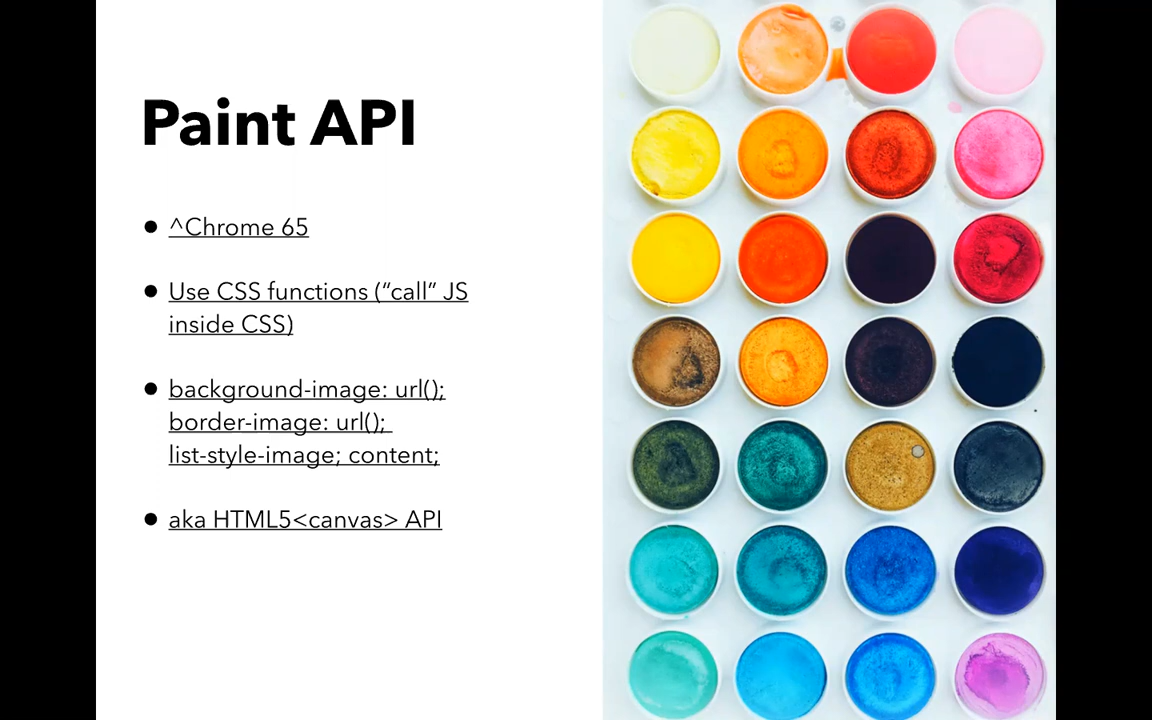 Paint API
• ^Chrome 65
• Use CSS functions (“call” JS
inside CSS)
• background-image: url();
border-image: url();
list-style-image; content;
• aka HTML5<canvas> API